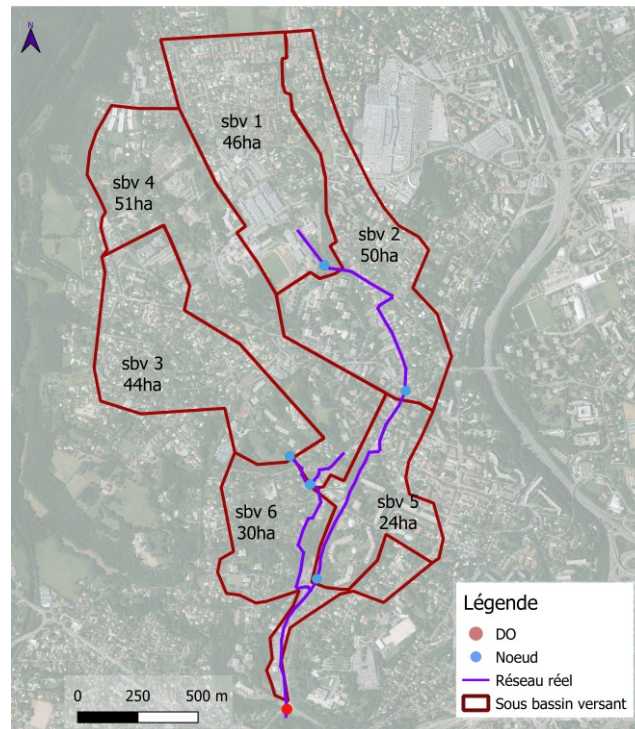 N
sbv 1
46ha
sbv 4
51ha
sbv 2
50ha
sbv 3
44ha
sbv 6
30ha
sbv 5
24ha
Légende
DO
Noeud
Réseau réel
Sous bassin versant
0 250 500 m